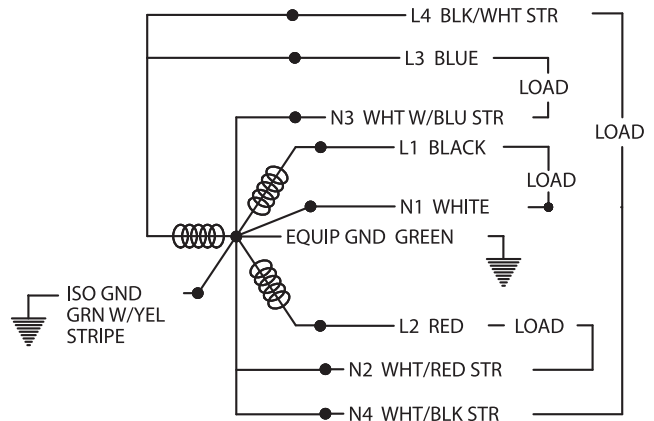 L4 BLK/WHT STR
L3 BLUE
LOAD
N3 WHT W/BLU STR
LOAD
L1 BLACK
LOAD
N1 WHITE
EQUIP GND GREEN
ISO GND
GRN W/YEL
STRIPE
L2 RED
LOAD
N2 WHT/RED STR
N4 WHT/BLK STR